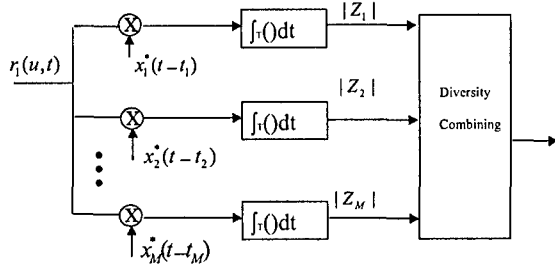 X ∫T()dt |Z₁|
r₁(u,t) x₁*(t−t₁)
Diversity
Combining
X ∫T()dt |Z₂|
x₂*(t−t₂)
X ∫T()dt |Z_M|
x_M*(t−t_M)